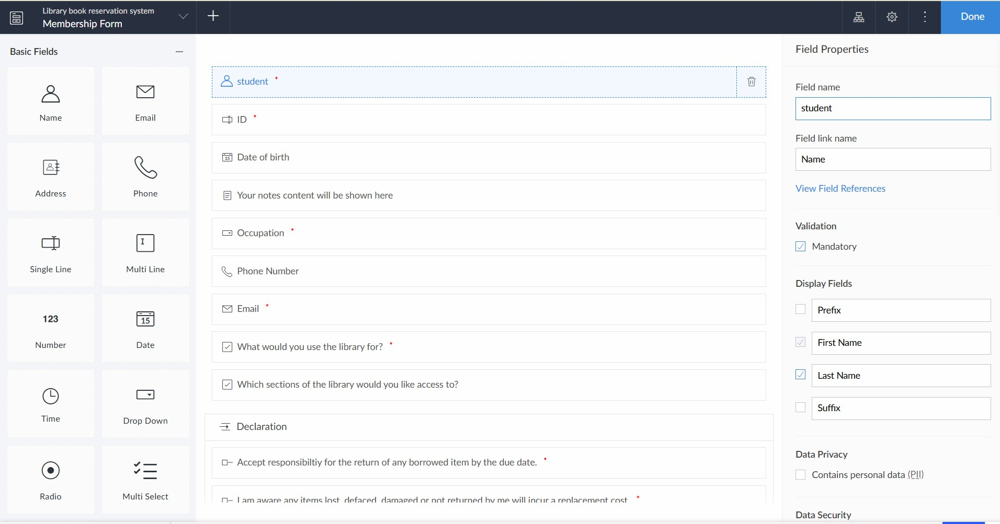 Library book reservation system
Membership Form
Done
Basic Fields
Name
Email
Address
Phone
Single Line
Multi Line
123
Number
15
Date
Time
Drop Down
Radio
Multi Select
student *
ID *
15 Date of birth
Your notes content will be shown here
Occupation *
Phone Number
Email *
What would you use the library for? *
Which sections of the library would you like access to?
Declaration
Accept responsibiltiy for the return of any borrowed item by the due date. *
I am aware any items lost, defaced, damaged or not returned by me will incur a replacement cost *
Field Properties
Field name
student
Field link name
Name
View Field References
Validation
Mandatory
Display Fields
Prefix
First Name
Last Name
Suffix
Data Privacy
Contains personal data (PII)
Data Security